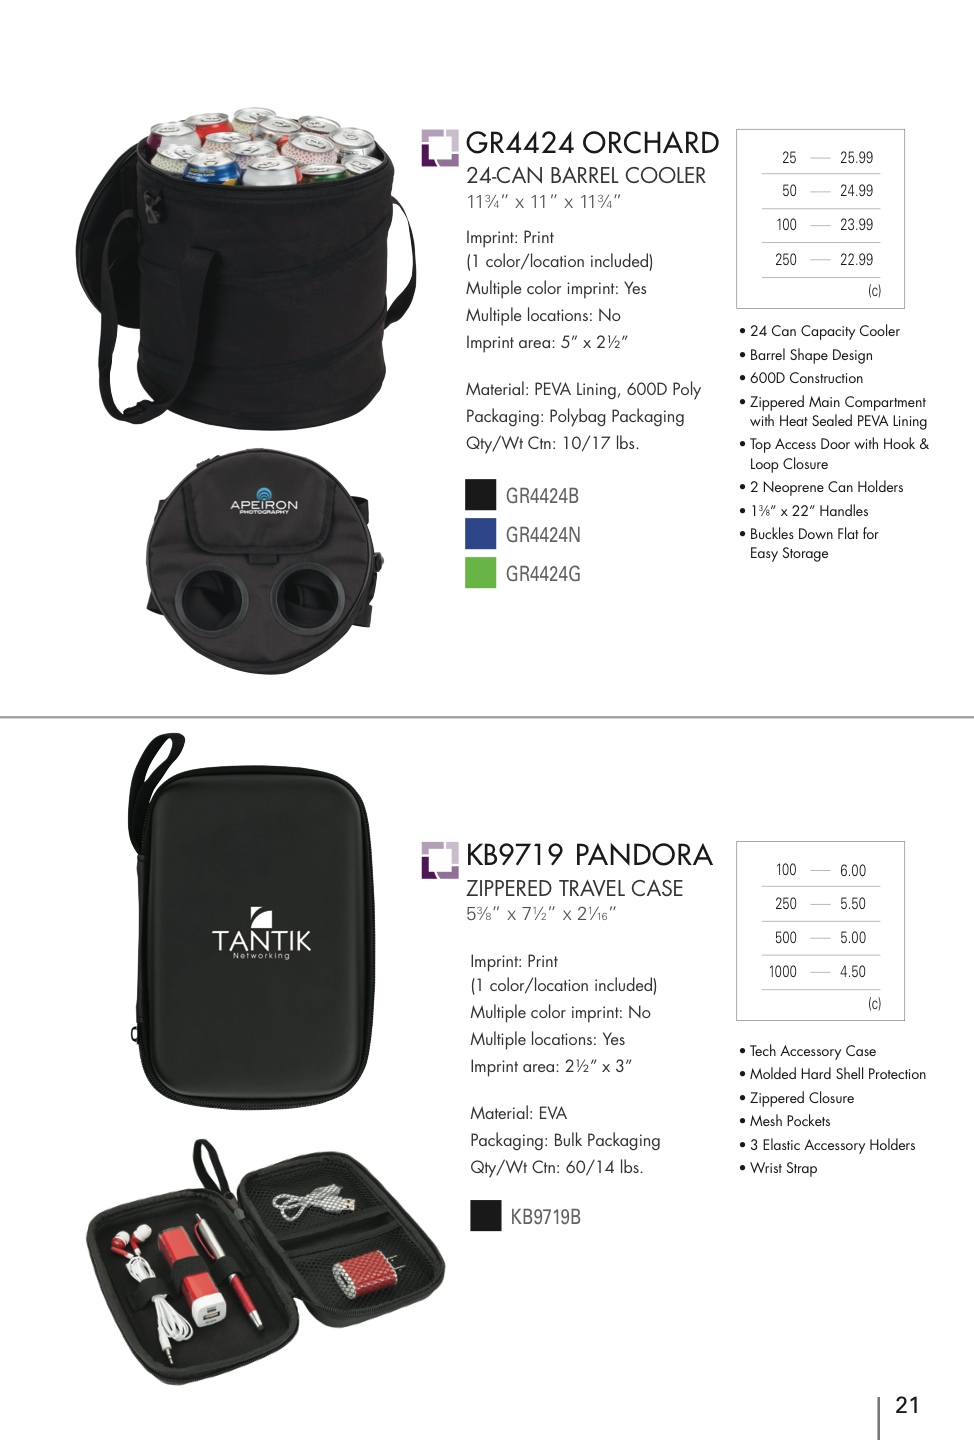 GR4424 ORCHARD
24-CAN BARREL COOLER
11¾” x 11” x 11¾”
Imprint: Print
(1 color/location included)
Multiple color imprint: Yes
Multiple locations: No
Imprint area: 5” x 2½”
Material: PEVA Lining, 600D Poly
Packaging: Polybag Packaging
Qty/Wt Ctn: 10/17 lbs.
GR4424B
GR4424N
GR4424G
25 — 25.99
50 — 24.99
100 — 23.99
250 — 22.99
(c)
• 24 Can Capacity Cooler
• Barrel Shape Design
• 600D Construction
• Zippered Main Compartment
with Heat Sealed PEVA Lining
• Top Access Door with Hook &
Loop Closure
• 2 Neoprene Can Holders
• 1⅜” x 22” Handles
• Buckles Down Flat for
Easy Storage
APEIRON
PHOTOGRAPHY
TANTIK
Networking
KB9719 PANDORA
ZIPPERED TRAVEL CASE
5⅜” x 7½” x 2¹⁄₁₆”
Imprint: Print
(1 color/location included)
Multiple color imprint: No
Multiple locations: Yes
Imprint area: 2½” x 3”
Material: EVA
Packaging: Bulk Packaging
Qty/Wt Ctn: 60/14 lbs.
KB9719B
100 — 6.00
250 — 5.50
500 — 5.00
1000 — 4.50
(c)
• Tech Accessory Case
• Molded Hard Shell Protection
• Zippered Closure
• Mesh Pockets
• 3 Elastic Accessory Holders
• Wrist Strap
21